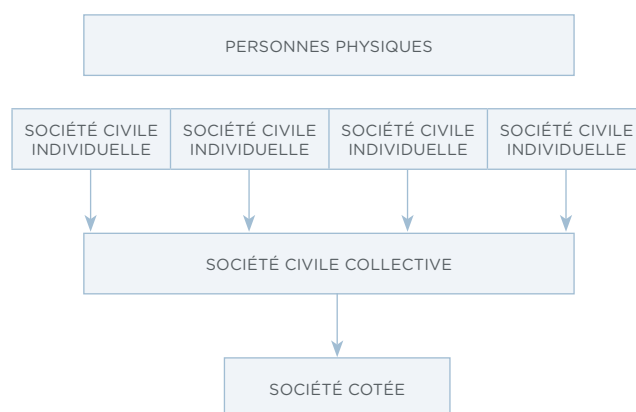 PERSONNES PHYSIQUES
SOCIÉTÉ CIVILE
INDIVIDUELLE
SOCIÉTÉ CIVILE
INDIVIDUELLE
SOCIÉTÉ CIVILE
INDIVIDUELLE
SOCIÉTÉ CIVILE
INDIVIDUELLE
SOCIÉTÉ CIVILE COLLECTIVE
SOCIÉTÉ COTÉE